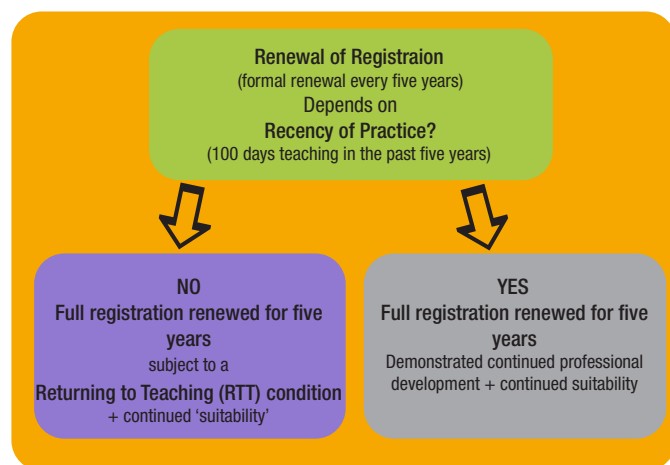 Renewal of Registraion
(formal renewal every five years)
Depends on
Recency of Practice?
(100 days teaching in the past five years)
NO
Full registration renewed for five
years
subject to a
Returning to Teaching (RTT) condition
+ continued ‘suitability’
YES
Full registration renewed for five
years
Demonstrated continued professional
development + continued suitability